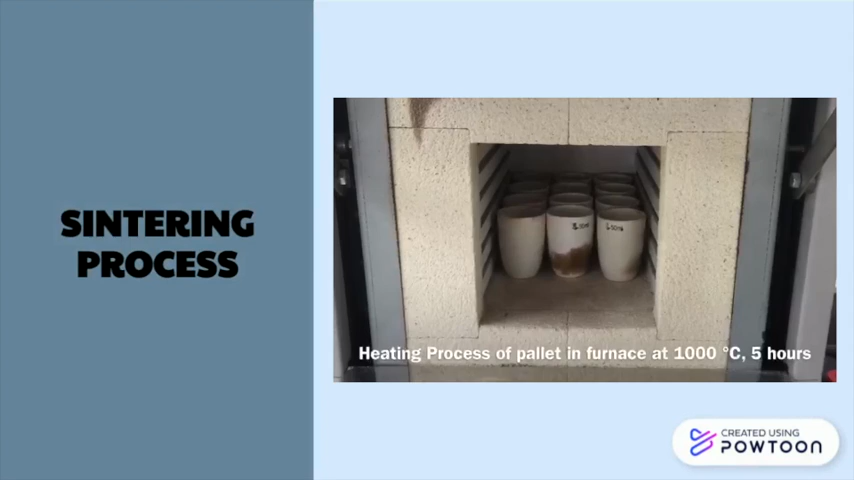 SINTERING
PROCESS
Heating Process of pallet in furnace at 1000 °C, 5 hours
CREATED USING
POWTOON